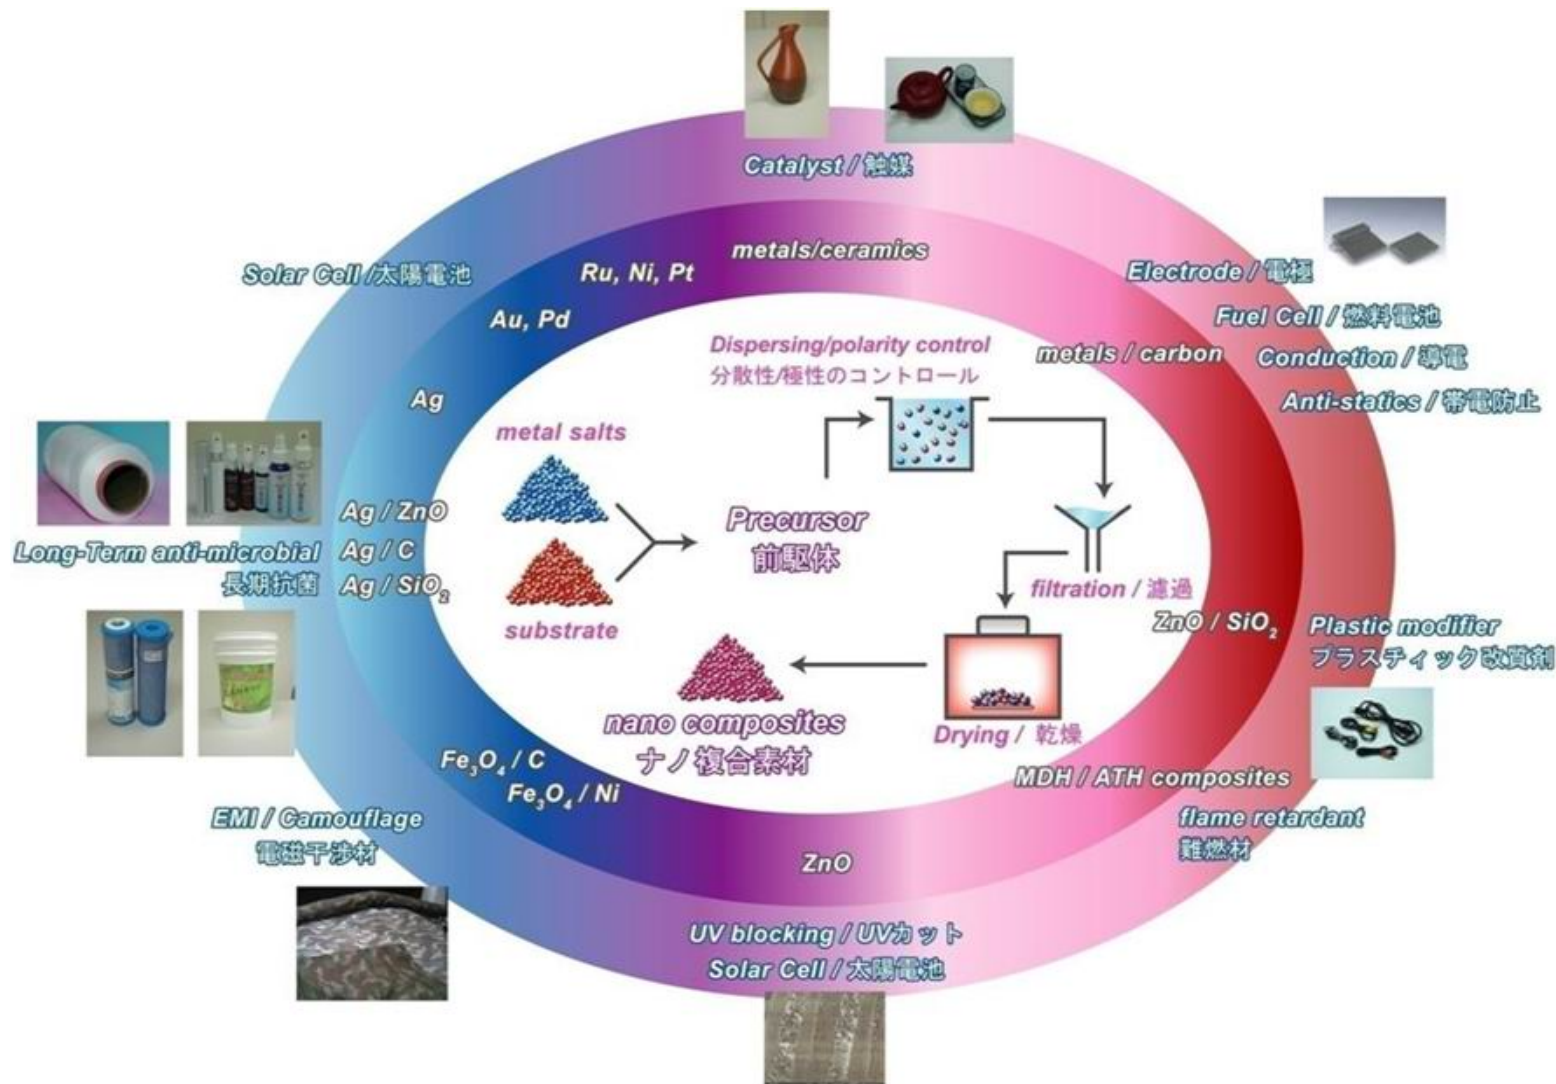 Catalyst / 触媒
metals/ceramics
Solar Cell /太陽電池
Ru, Ni, Pt
Au, Pd
Ag
Electrode / 電極
Fuel Cell / 燃料電池
metals / carbon
Conduction / 導電
Anti-statics / 帯電防止
Dispersing/polarity control
分散性/極性のコントロール
metal salts
substrate
Precursor
前駆体
filtration / 濾過
Drying / 乾燥
nano composites
ナノ複合素材
Ag / ZnO
Long-Term anti-microbial
長期抗菌
Ag / C
Ag / SiO₂
ZnO / SiO₂
Plastic modifier
プラスティック改質剤
Fe₃O₄ / C
Fe₃O₄ / Ni
MDH / ATH composites
EMI / Camouflage
電磁干渉材
flame retardant
難燃材
ZnO
UV blocking / UVカット
Solar Cell / 太陽電池